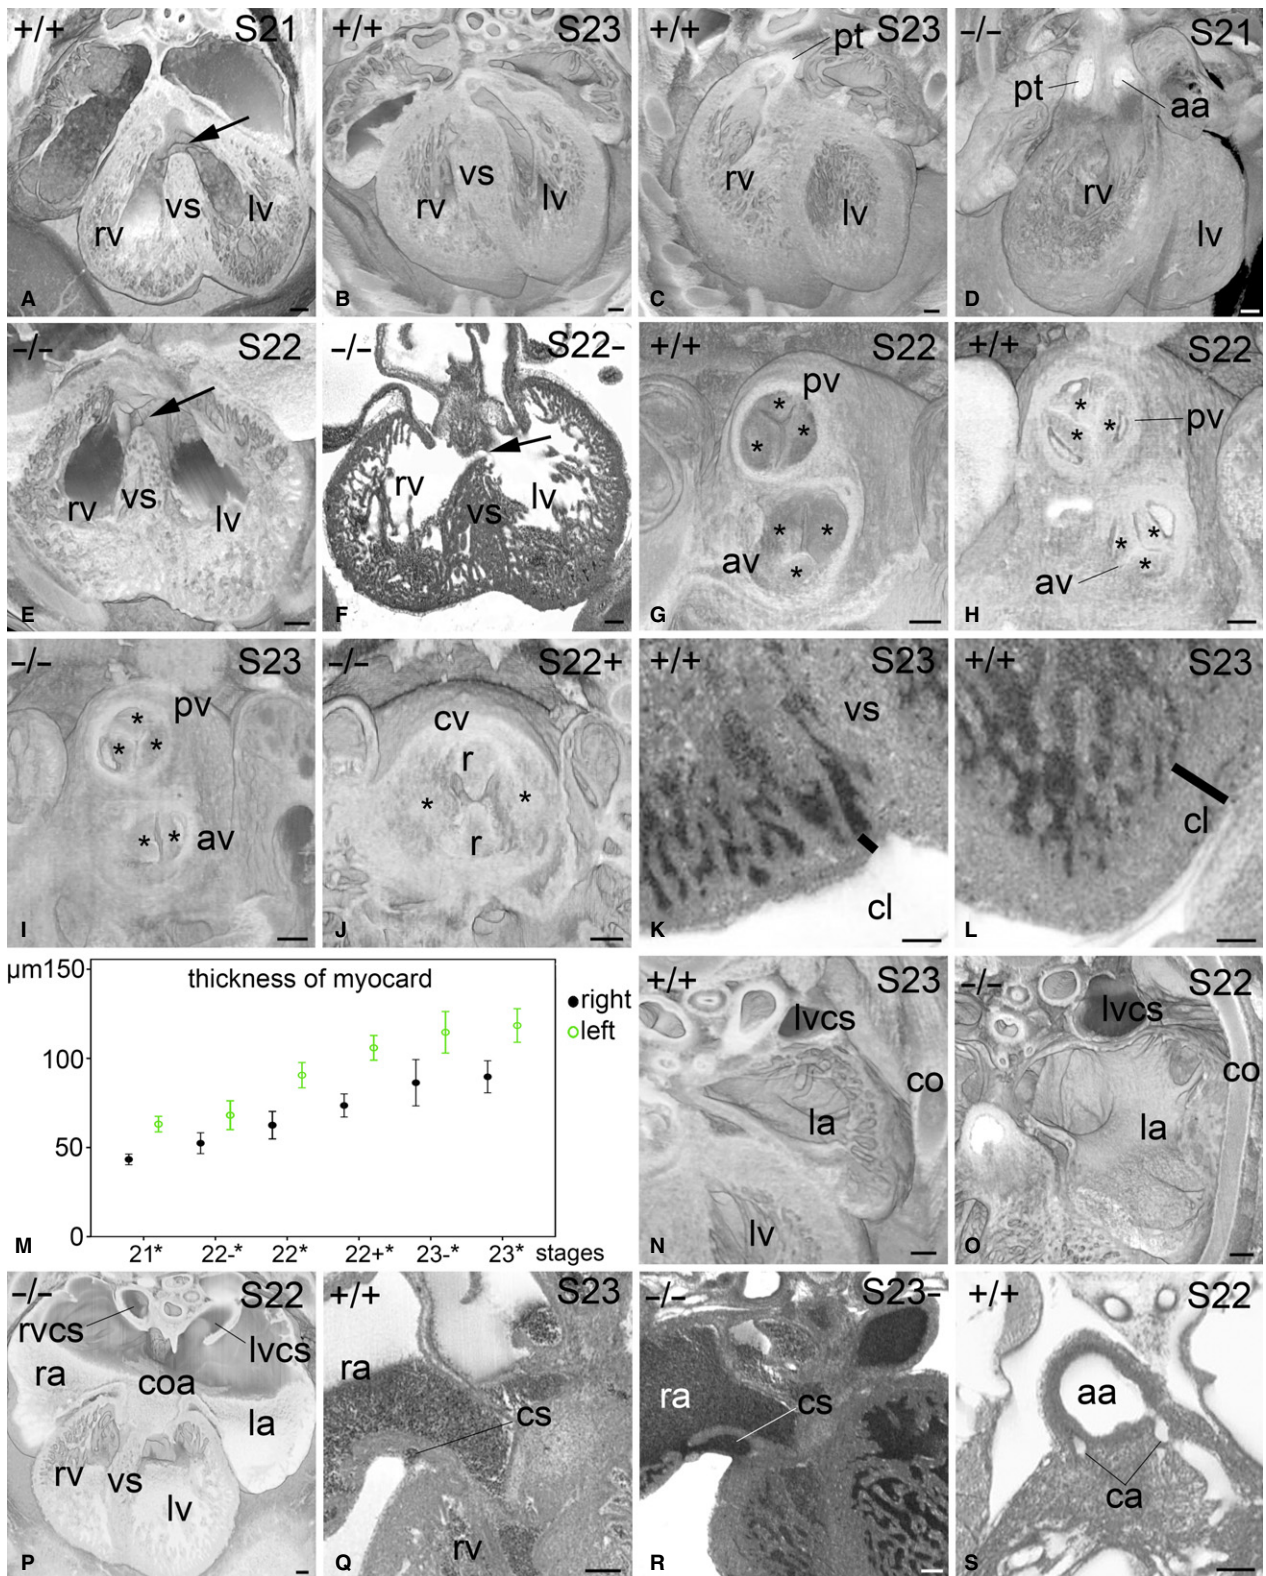 +/+ S21
rv vs lv
A
+/+ S23
rv vs lv
B
+/+ S23
pt
rv lv
C
−/− S21
pt aa
rv lv
D
−/− S22
rv vs lv
E
−/− S22-
rv vs lv
F
+/+ S22
pv
* * *
av * * *
G
+/+ S22
pv
* * *
av * * *
H
−/− S23
pv
* * *
* * av
I
−/− S22+
cv
r
* *
r
J
+/+ S23
vs
cl
K
+/+ S23
cl
L
µm
150
100
50
0
thickness of myocard
right
left
21* 22-* 22* 22+* 23-* 23* stages
M
+/+ S23
lvcs
co
la
lv
N
−/− S22
lvcs
co
la
O
−/− S22
rvcs lvcs
ra coa la
rv vs lv
P
+/+ S23
ra
cs
rv
Q
−/− S23-
ra cs
R
+/+ S22
aa
ca
S